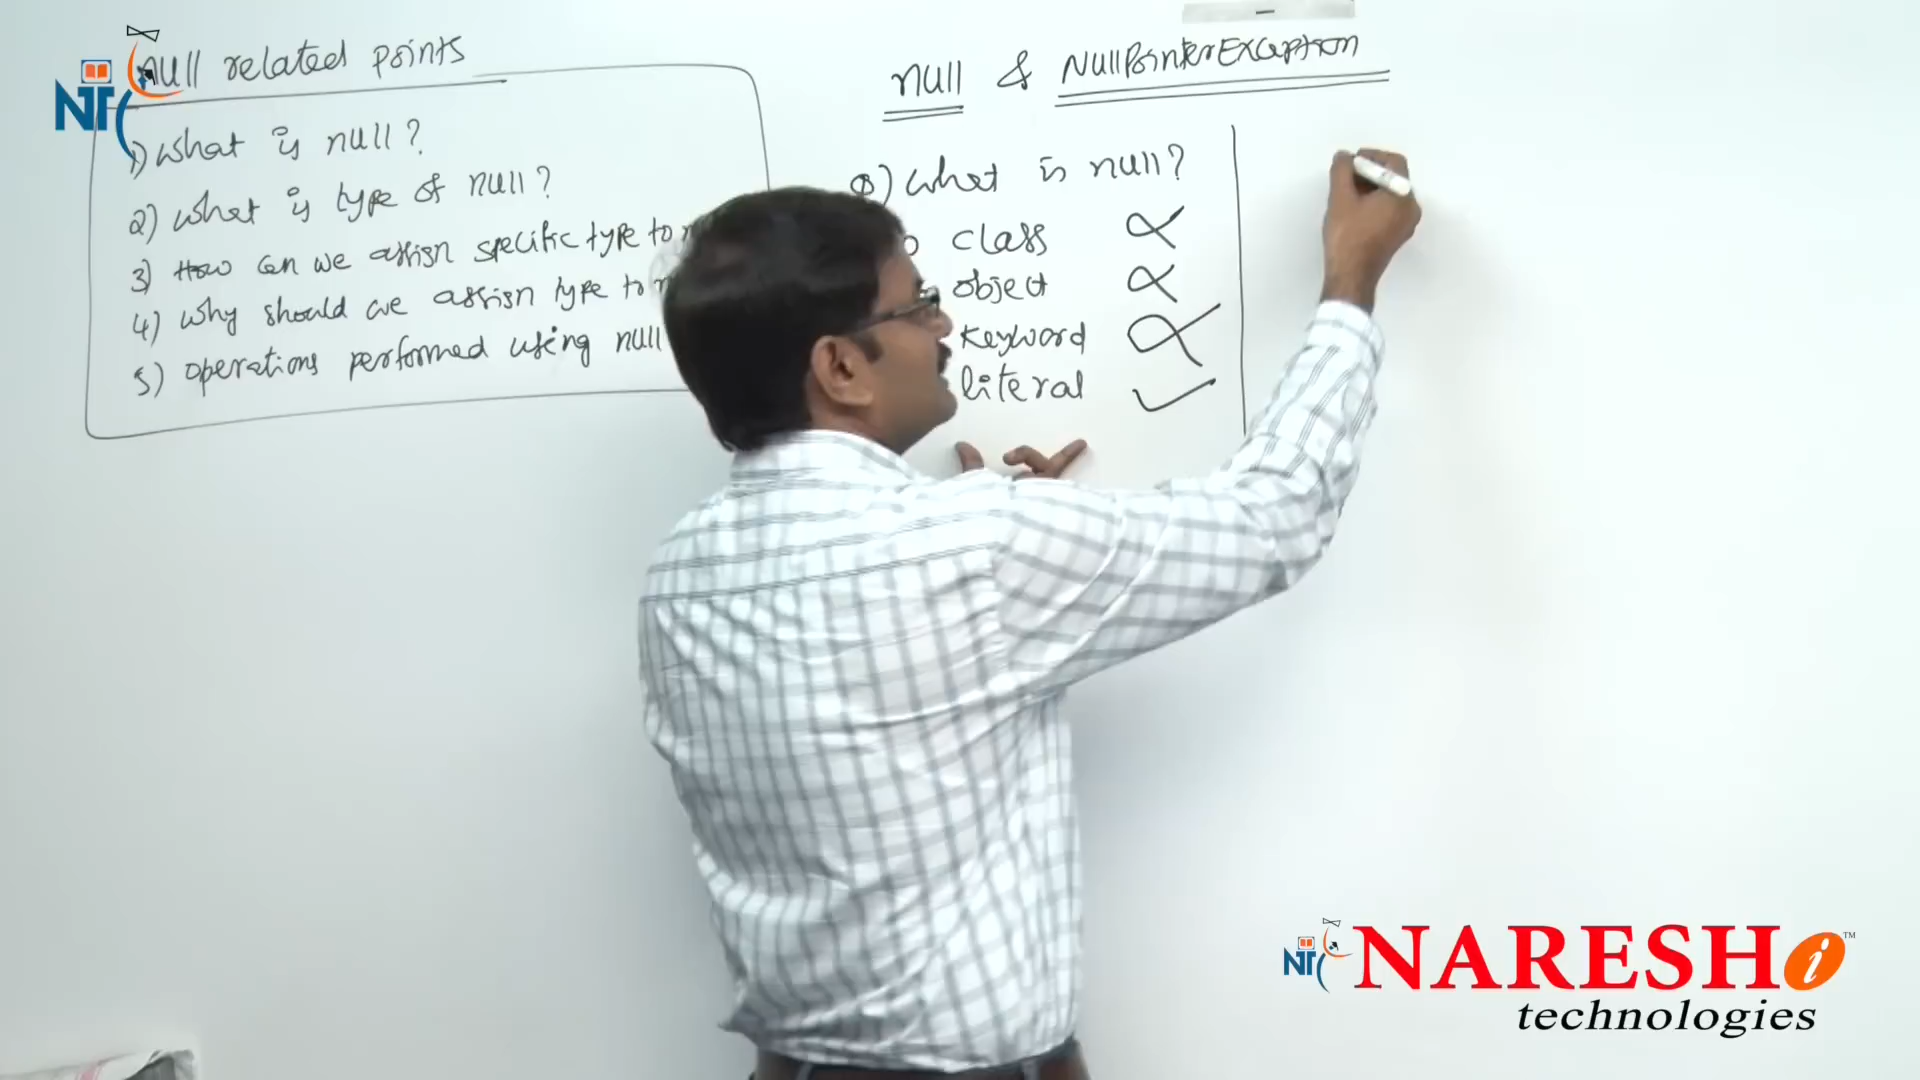 null related points
1) What is null?
2) What is type of null?
3) How can we assign specific type to
4) Why should we assign type to
5) operations performed using null
null & NullPointerException
Q) What is null?
class
object
keyword
literal
NT
NARESH i ™
technologies